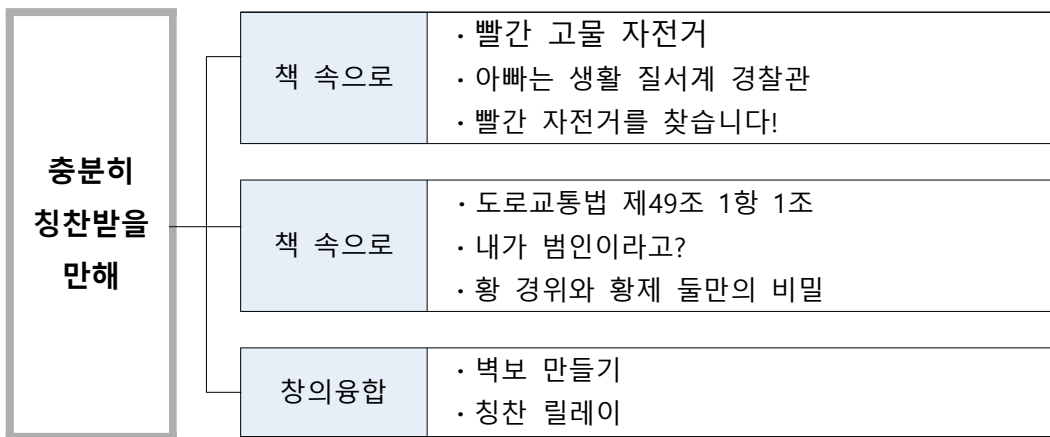 충분히
칭찬받을
만해
책 속으로
· 빨간 고물 자전거
· 아빠는 생활 질서계 경찰관
· 빨간 자전거를 찾습니다!
책 속으로
· 도로교통법 제49조 1항 1조
· 내가 범인이라고?
· 황 경위와 황제 둘만의 비밀
창의융합
· 벽보 만들기
· 칭찬 릴레이